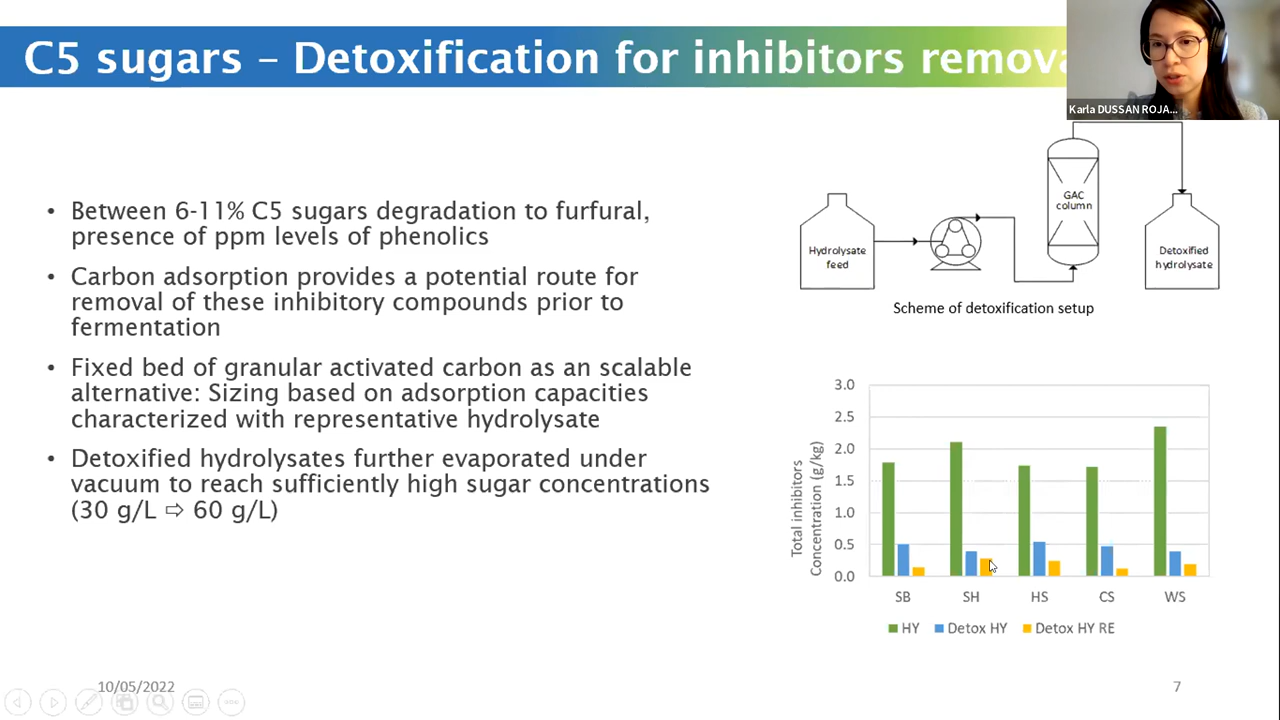 C5 sugars – Detoxification for inhibitors remova
Karla DUSSAN ROJA...
• Between 6-11% C5 sugars degradation to furfural,
presence of ppm levels of phenolics
• Carbon adsorption provides a potential route for
removal of these inhibitory compounds prior to
fermentation
• Fixed bed of granular activated carbon as an scalable
alternative: Sizing based on adsorption capacities
characterized with representative hydrolysate
• Detoxified hydrolysates further evaporated under
vacuum to reach sufficiently high sugar concentrations
(30 g/L ⇨ 60 g/L)
Hydrolysate
feed
GAC
column
Detoxified
hydrolysate
Scheme of detoxification setup
Total inhibitors
Concentration (g/kg)
3.0
2.5
2.0
1.5
1.0
0.5
0.0
SB SH HS CS WS
HY Detox HY Detox HY RE
10/05/2022
7